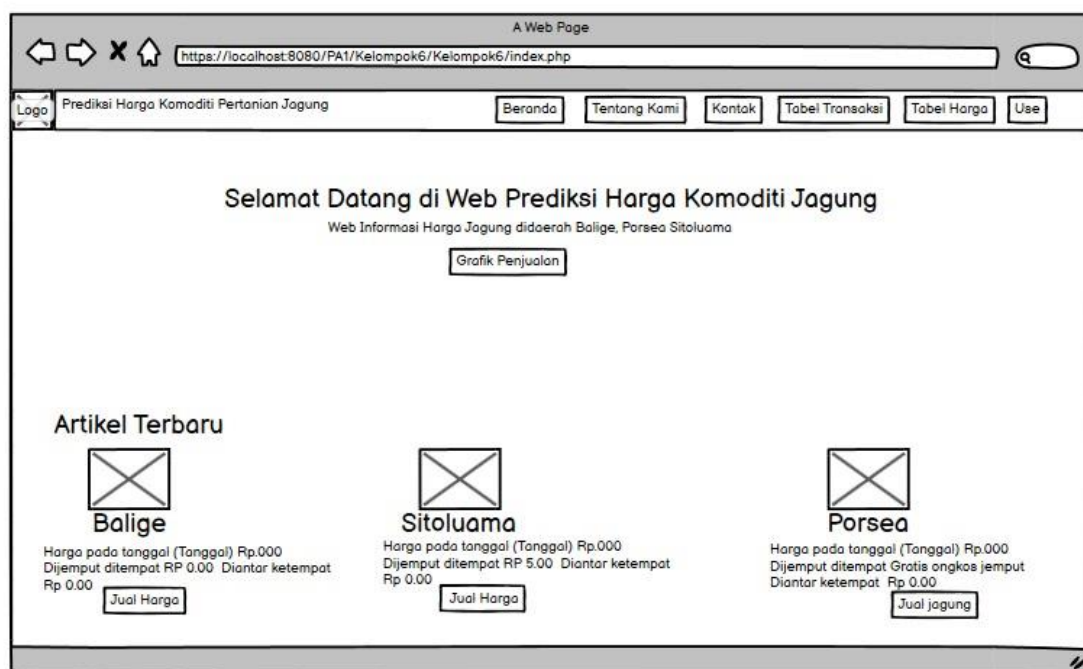 A Web Page
https://localhost:8080/PA1/Kelompok6/Kelompok6/index.php
Logo
Prediksi Harga Komoditi Pertanian Jagung
Beranda
Tentang Kami
Kontak
Tabel Transaksi
Tabel Harga
Use
Selamat Datang di Web Prediksi Harga Komoditi Jagung
Web Informasi Harga Jagung didaerah Balige, Porsea Sitoluama
Grafik Penjualan
Artikel Terbaru
Balige
Harga pada tanggal (Tanggal) Rp.000
Dijemput ditempat RP 0.00 Diantar ketempat
Rp 0.00
Jual Harga
Sitoluama
Harga pada tanggal (Tanggal) Rp.000
Dijemput ditempat RP 5.00 Diantar ketempat
Rp 0.00
Jual Harga
Porsea
Harga pada tanggal (Tanggal) Rp.000
Dijemput ditempat Gratis ongkos jemput
Diantar ketempat Rp 0.00
Jual jagung